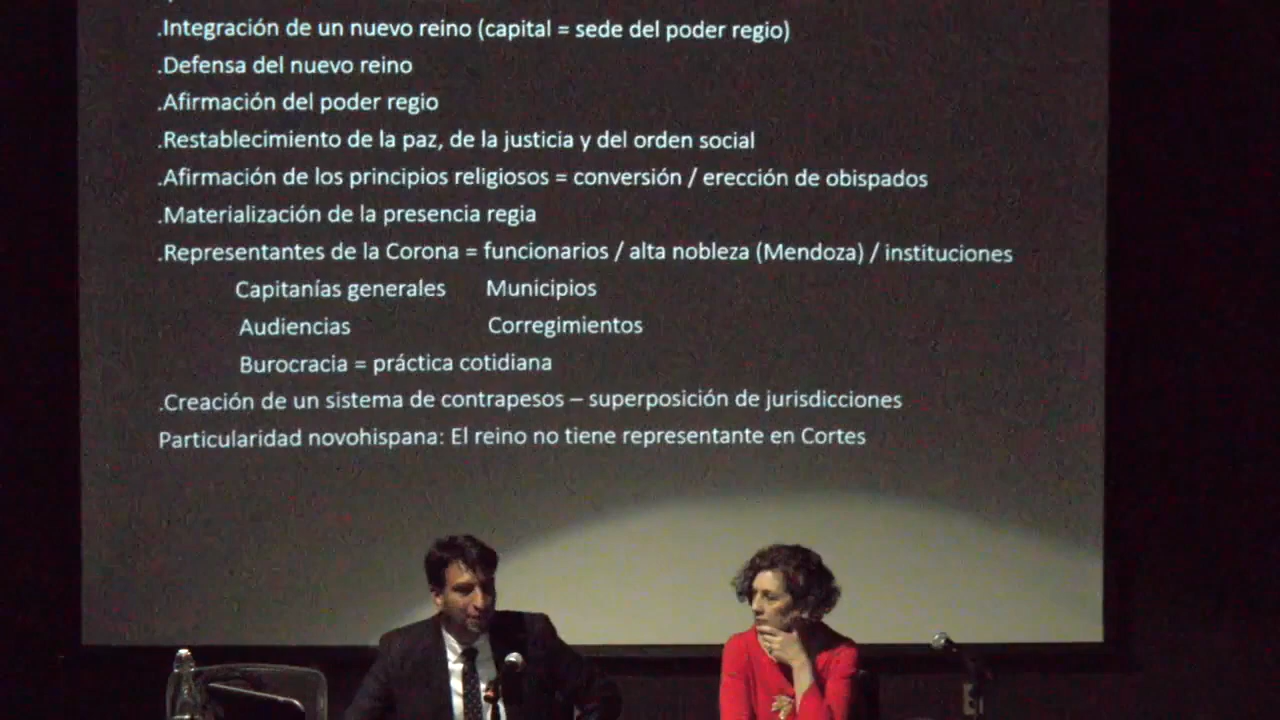 .Integración de un nuevo reino (capital = sede del poder regio)
.Defensa del nuevo reino
.Afirmación del poder regio
.Restablecimiento de la paz, de la justicia y del orden social
.Afirmación de los principios religiosos = conversión / erección de obispados
.Materialización de la presencia regia
.Representantes de la Corona = funcionarios / alta nobleza (Mendoza) / instituciones
Capitanías generales Municipios
Audiencias Corregimientos
Burocracia = práctica cotidiana
.Creación de un sistema de contrapesos – superposición de jurisdicciones
Particularidad novohispana: El reino no tiene representante en Cortes